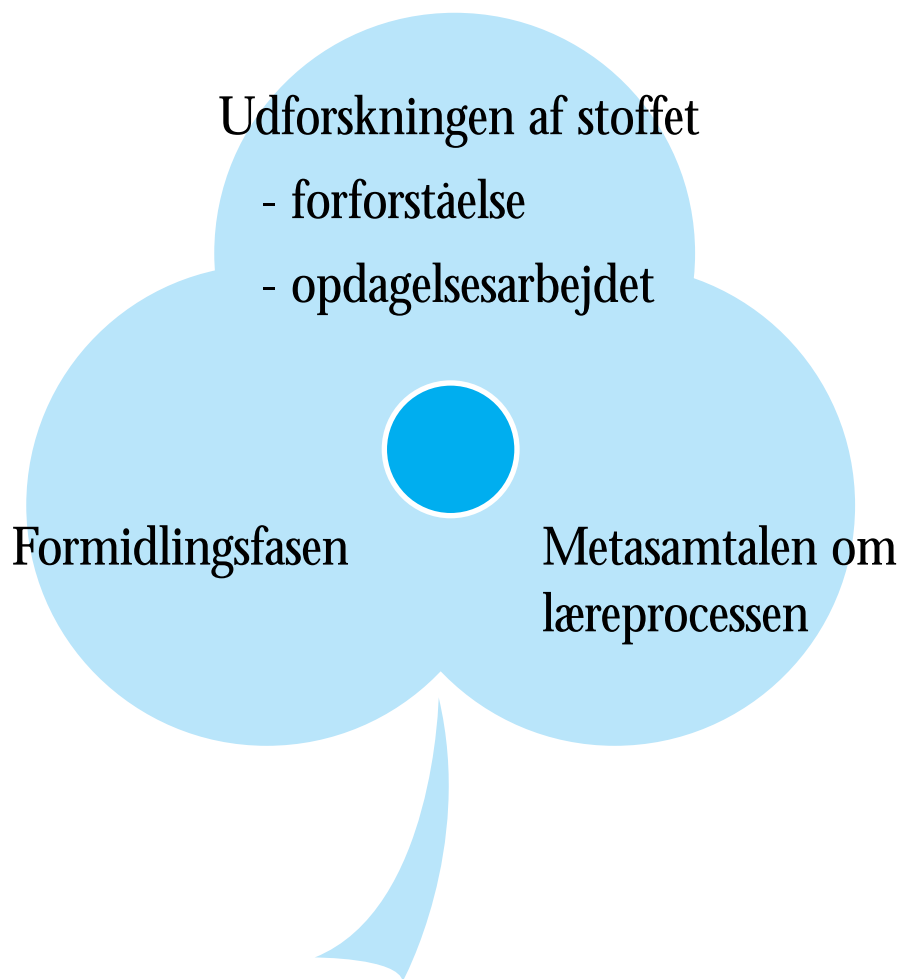 Udforskningen af stoffet
- forforståelse
- opdagelsesarbejdet
Formidlingsfasen
Metasamtalen om
læreprocessen